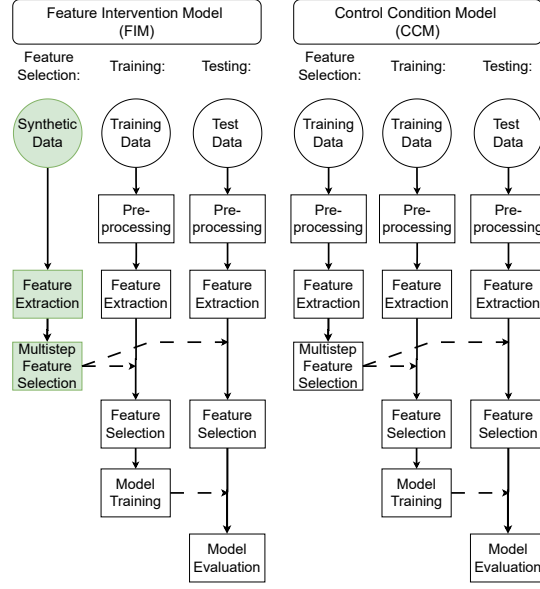 Feature Intervention Model
(FIM)
Feature
Selection:
Training:
Testing:
Synthetic
Data
Training
Data
Test
Data
Pre-
processing
Pre-
processing
Feature
Extraction
Feature
Extraction
Feature
Extraction
Multistep
Feature
Selection
Feature
Selection
Feature
Selection
Model
Training
Model
Evaluation
Control Condition Model
(CCM)
Feature
Selection:
Training:
Testing:
Training
Data
Training
Data
Test
Data
Pre-
processing
Pre-
processing
Pre-
processing
Feature
Extraction
Feature
Extraction
Feature
Extraction
Multistep
Feature
Selection
Feature
Selection
Feature
Selection
Model
Training
Model
Evaluation